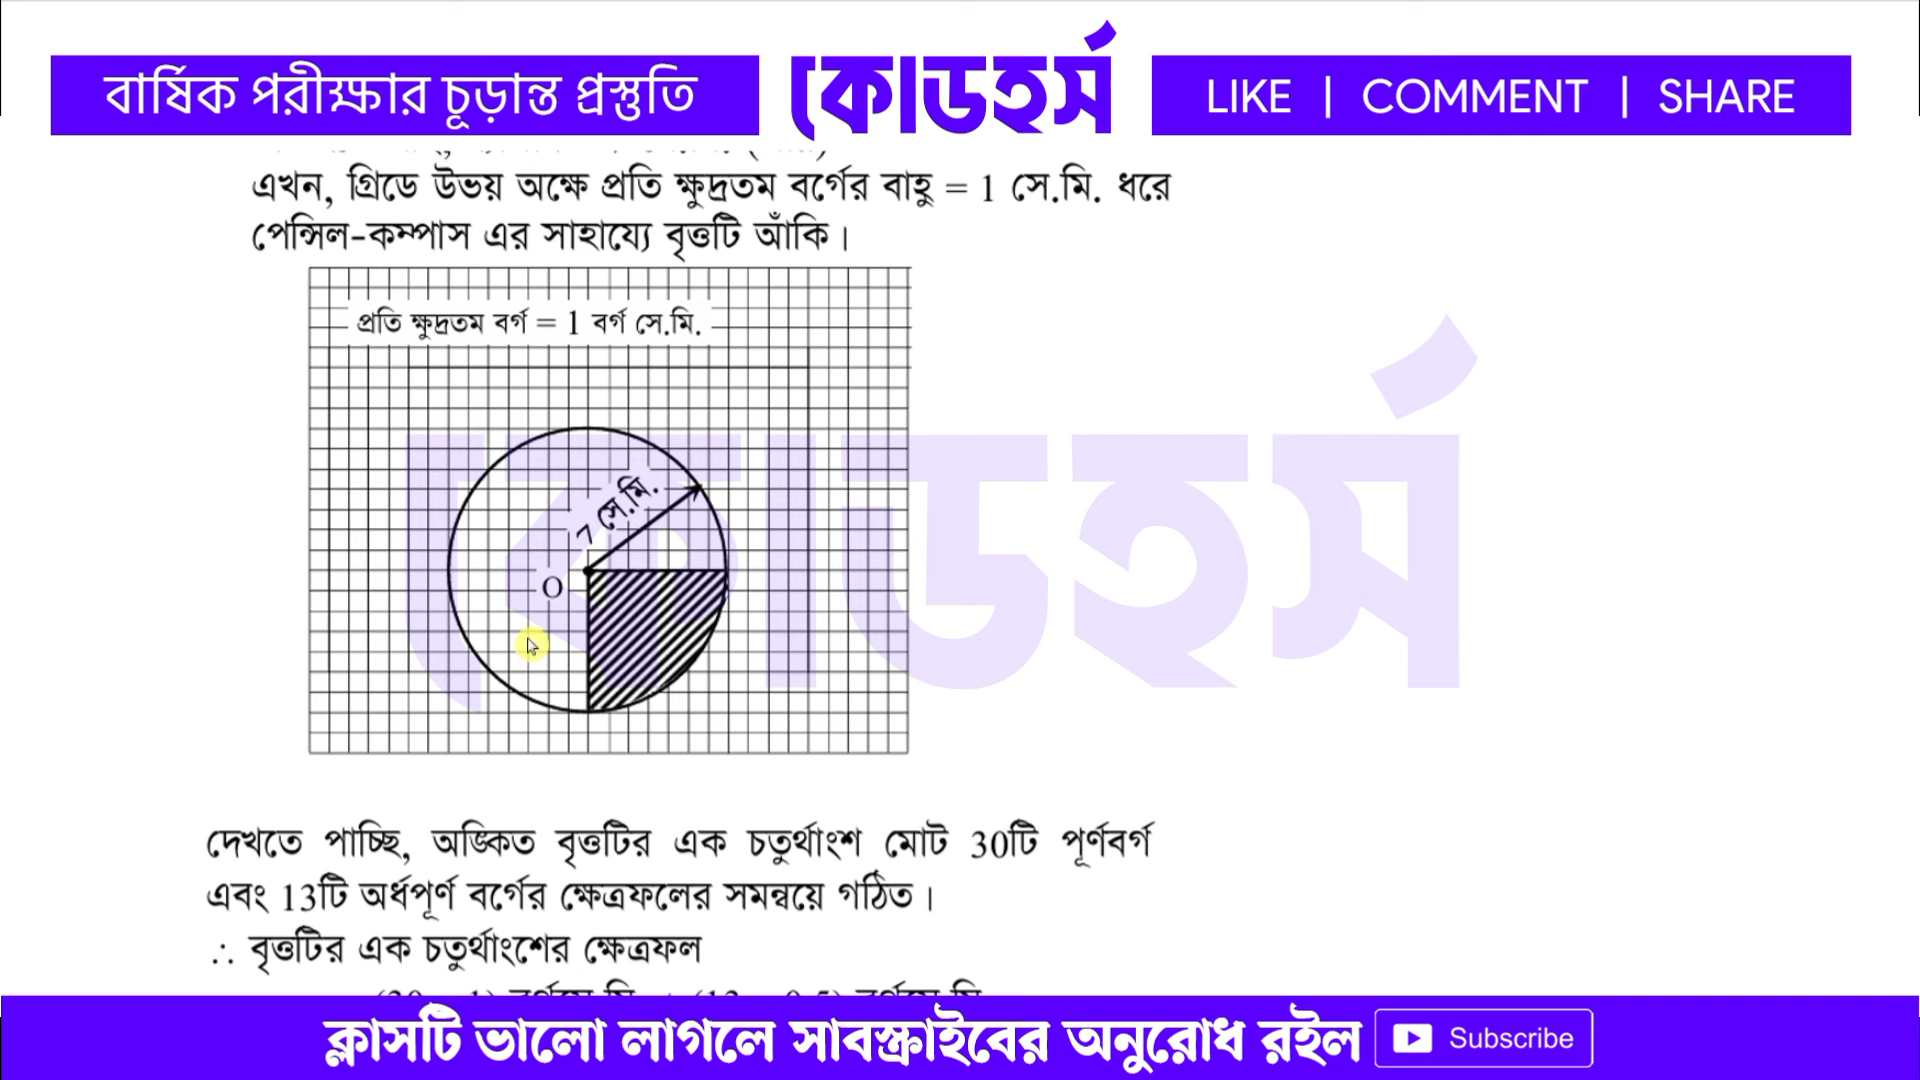 বার্ষিক পরীক্ষার চূড়ান্ত প্রস্তুতি
কোডহর্স
LIKE | COMMENT | SHARE
এখন, গ্রিডে উভয় অক্ষে প্রতি ক্ষুদ্রতম বর্গের বাহু = 1 সে.মি. ধরে
পেন্সিল-কম্পাস এর সাহায্যে বৃত্তটি আঁকি।
প্রতি ক্ষুদ্রতম বর্গ = 1 বর্গ সে.মি.
7 সে.মি.
O
কোডহর্স
দেখতে পাচ্ছি, অঙ্কিত বৃত্তটির এক চতুর্থাংশ মোট 30টি পূর্ণবর্গ
এবং 13টি অর্ধপূর্ণ বর্গের ক্ষেত্রফলের সমন্বয়ে গঠিত।
∴ বৃত্তটির এক চতুর্থাংশের ক্ষেত্রফল
ক্লাসটি ভালো লাগলে সাবস্ক্রাইবের অনুরোধ রইল
Subscribe